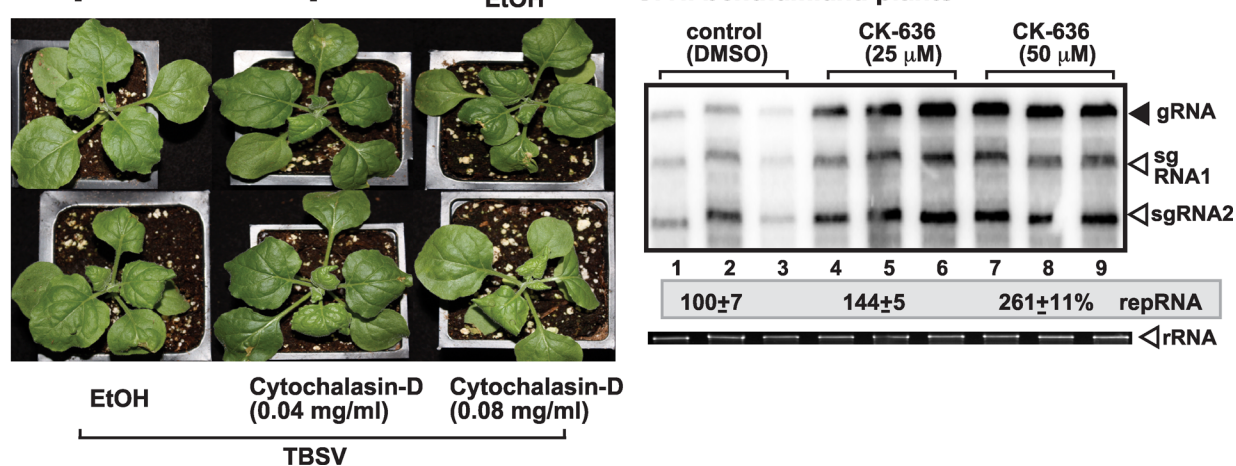 EtOH
control
(DMSO)
CK-636
(25 μM)
CK-636
(50 μM)
gRNA
sg
RNA1
sgRNA2
1 2 3 4 5 6 7 8 9
100±7 144±5 261±11% repRNA
rRNA
EtOH
Cytochalasin-D
(0.04 mg/ml)
Cytochalasin-D
(0.08 mg/ml)
TBSV